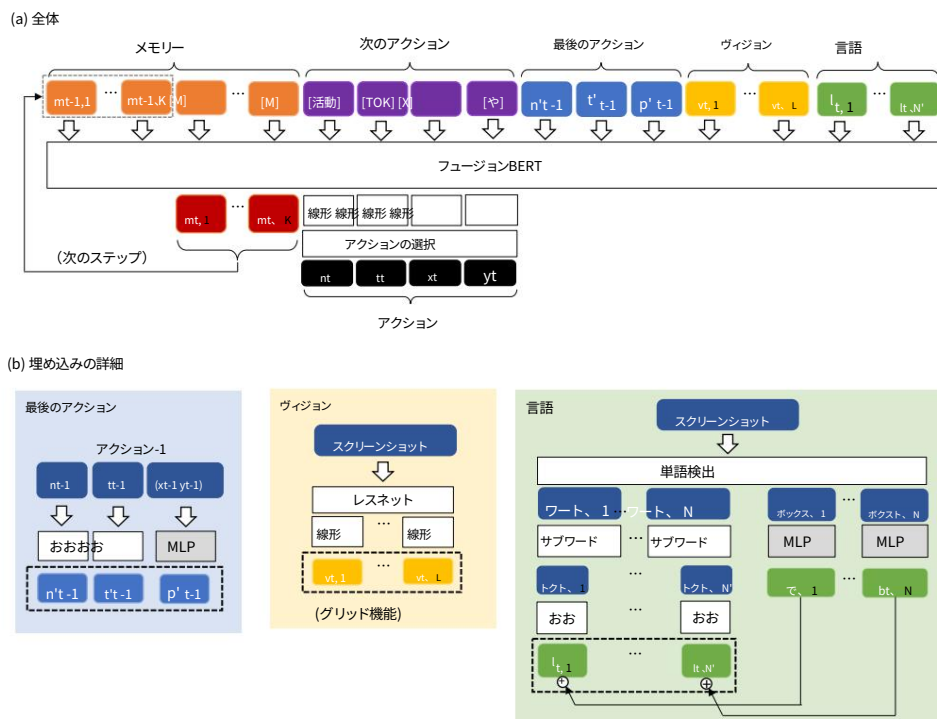 (a) 全体
メモリー 次のアクション 最後のアクション ヴィジョン 言語
mt-1,1 … mt-1,K [M] … [M] [活動] [TOK] [X] [や] n't -1 t' t-1 p' t-1 vt, 1 … vt、L lt, 1 … lt 、N'
フュージョンBERT
mt, 1 … mt、 K 線形 線形 線形 線形
(次のステップ) アクションの選択
nt tt xt yt
アクション
(b) 埋め込みの詳細
最後のアクション
アクション-1
nt-1 tt-1 (xt-1 yt-1)
おおおお MLP
n't -1 t't -1 p' t-1
ヴィジョン
スクリーンショット
レスネット
線形 … 線形
vt, 1 … vt、 L
(グリッド機能)
言語
スクリーンショット
単語検出
ワート、 1 … ワート、 N ボックス、 1 … ボクスト、 N
サブワード … サブワード MLP MLP
トクト、 1 … トクト、 N' で、 1 … bt、 N
おお … おお
lt, 1 … lt 、N'